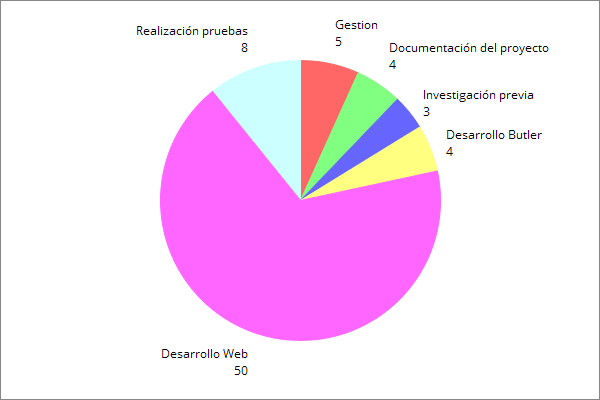 Gestion
5
Documentación del proyecto
4
Investigación previa
3
Desarrollo Butler
4
Desarrollo Web
50
Realización pruebas
8